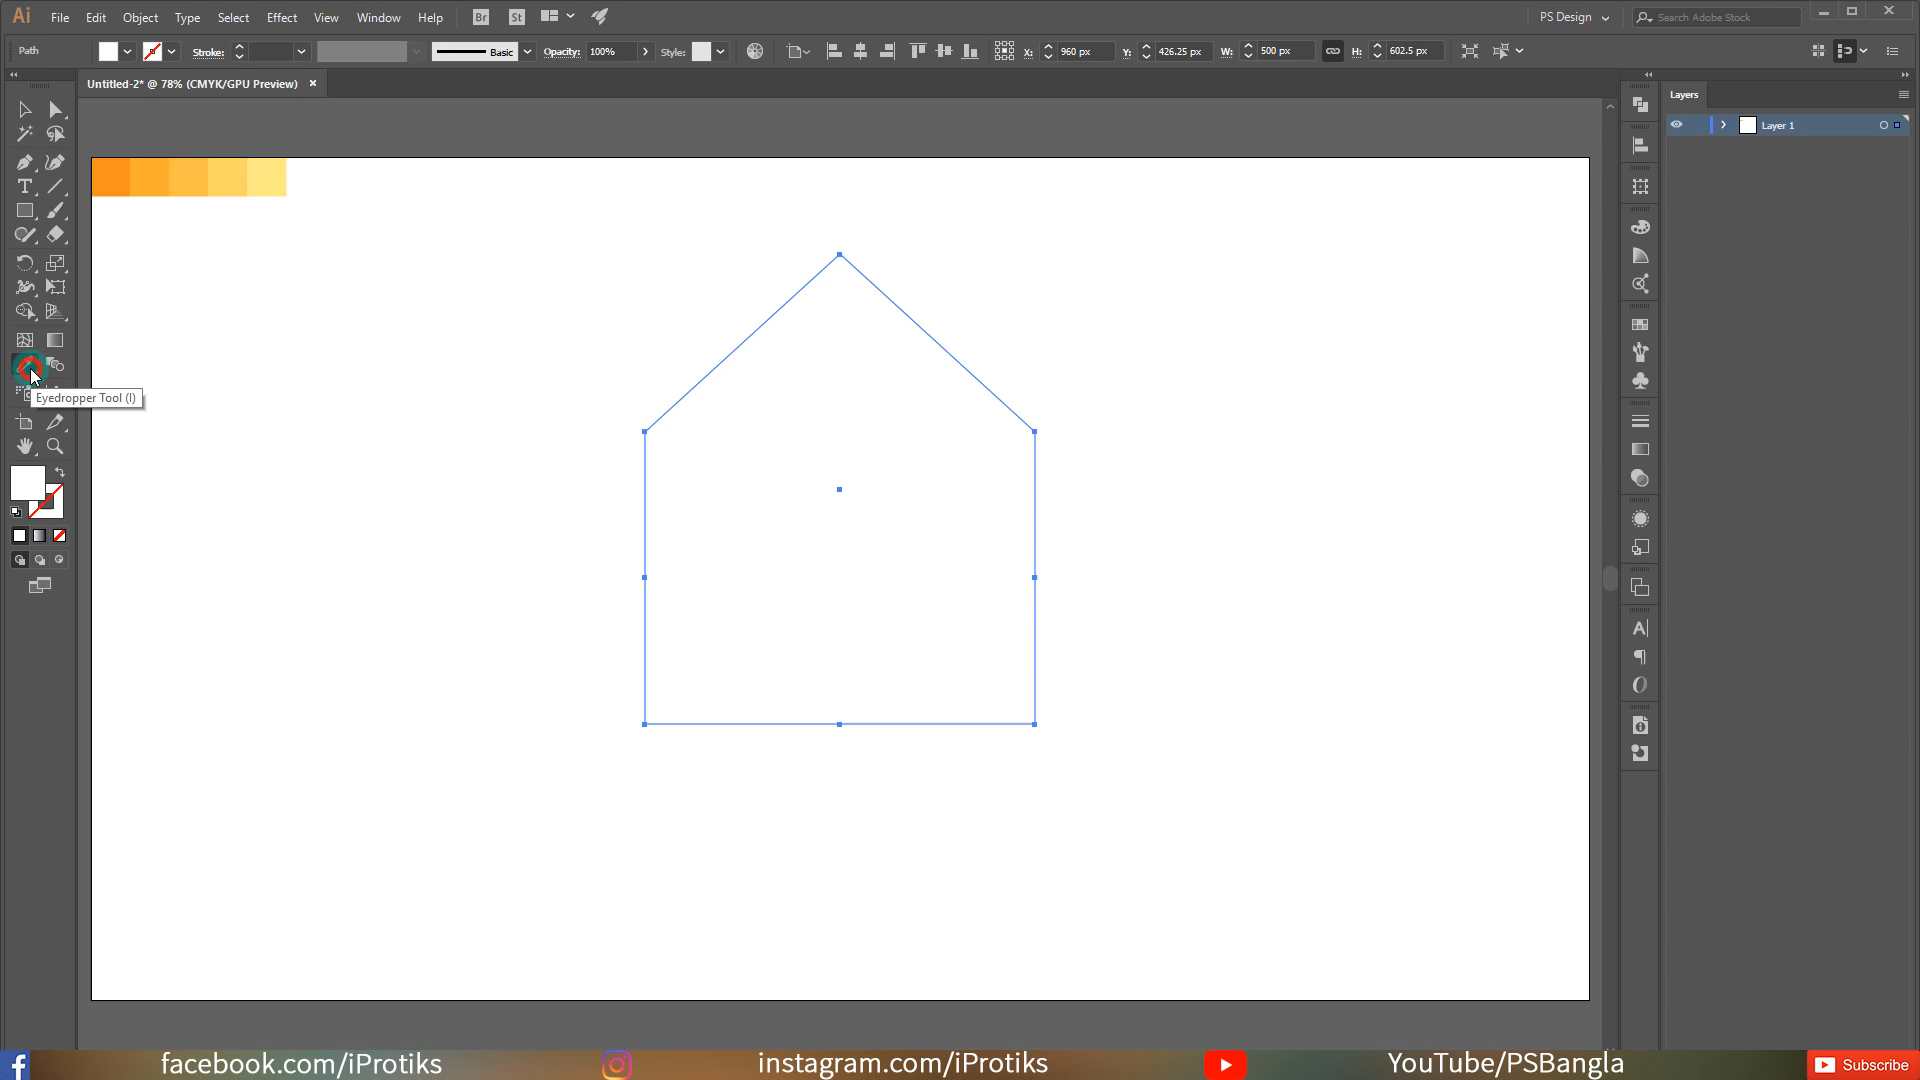 Ai File Edit Object Type Select Effect View Window Help Br St PS Design Search Adobe Stock
Path Stroke: Basic Opacity: 100% Style: X: 960 px Y: 426.25 px W: 500 px H: 602.5 px
Untitled-2* @ 78% (CMYK/GPU Preview)
Layers
Layer 1
Eyedropper Tool (I)
facebook.com/iProtiks instagram.com/iProtiks YouTube/PSBangla Subscribe